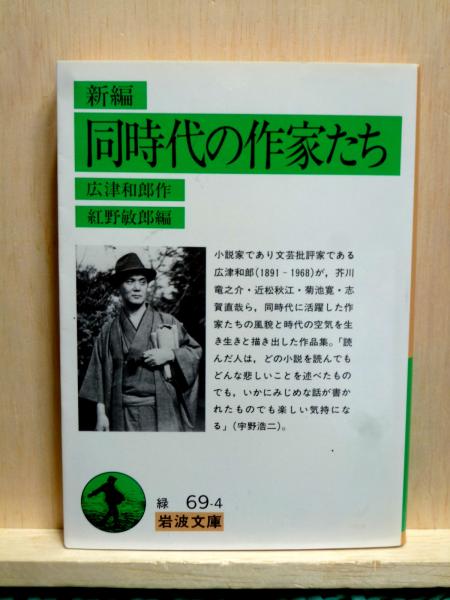 新編
同時代の作家たち
広津和郎作
紅野敏郎編
小説家であり文芸批評家である
広津和郎(1891‐1968)が，芥川
竜之介・近松秋江・菊池寛・志
賀直哉ら，同時代に活躍した作
家たちの風貌と時代の空気を生
き生きと描き出した作品集。「読
んだ人は，どの小説を読んでも
どんな悲しいことを述べたもの
でも，いかにみじめな話が書か
れたものでも楽しい気持にな
る」(宇野浩二)。
緑 69-4
岩波文庫